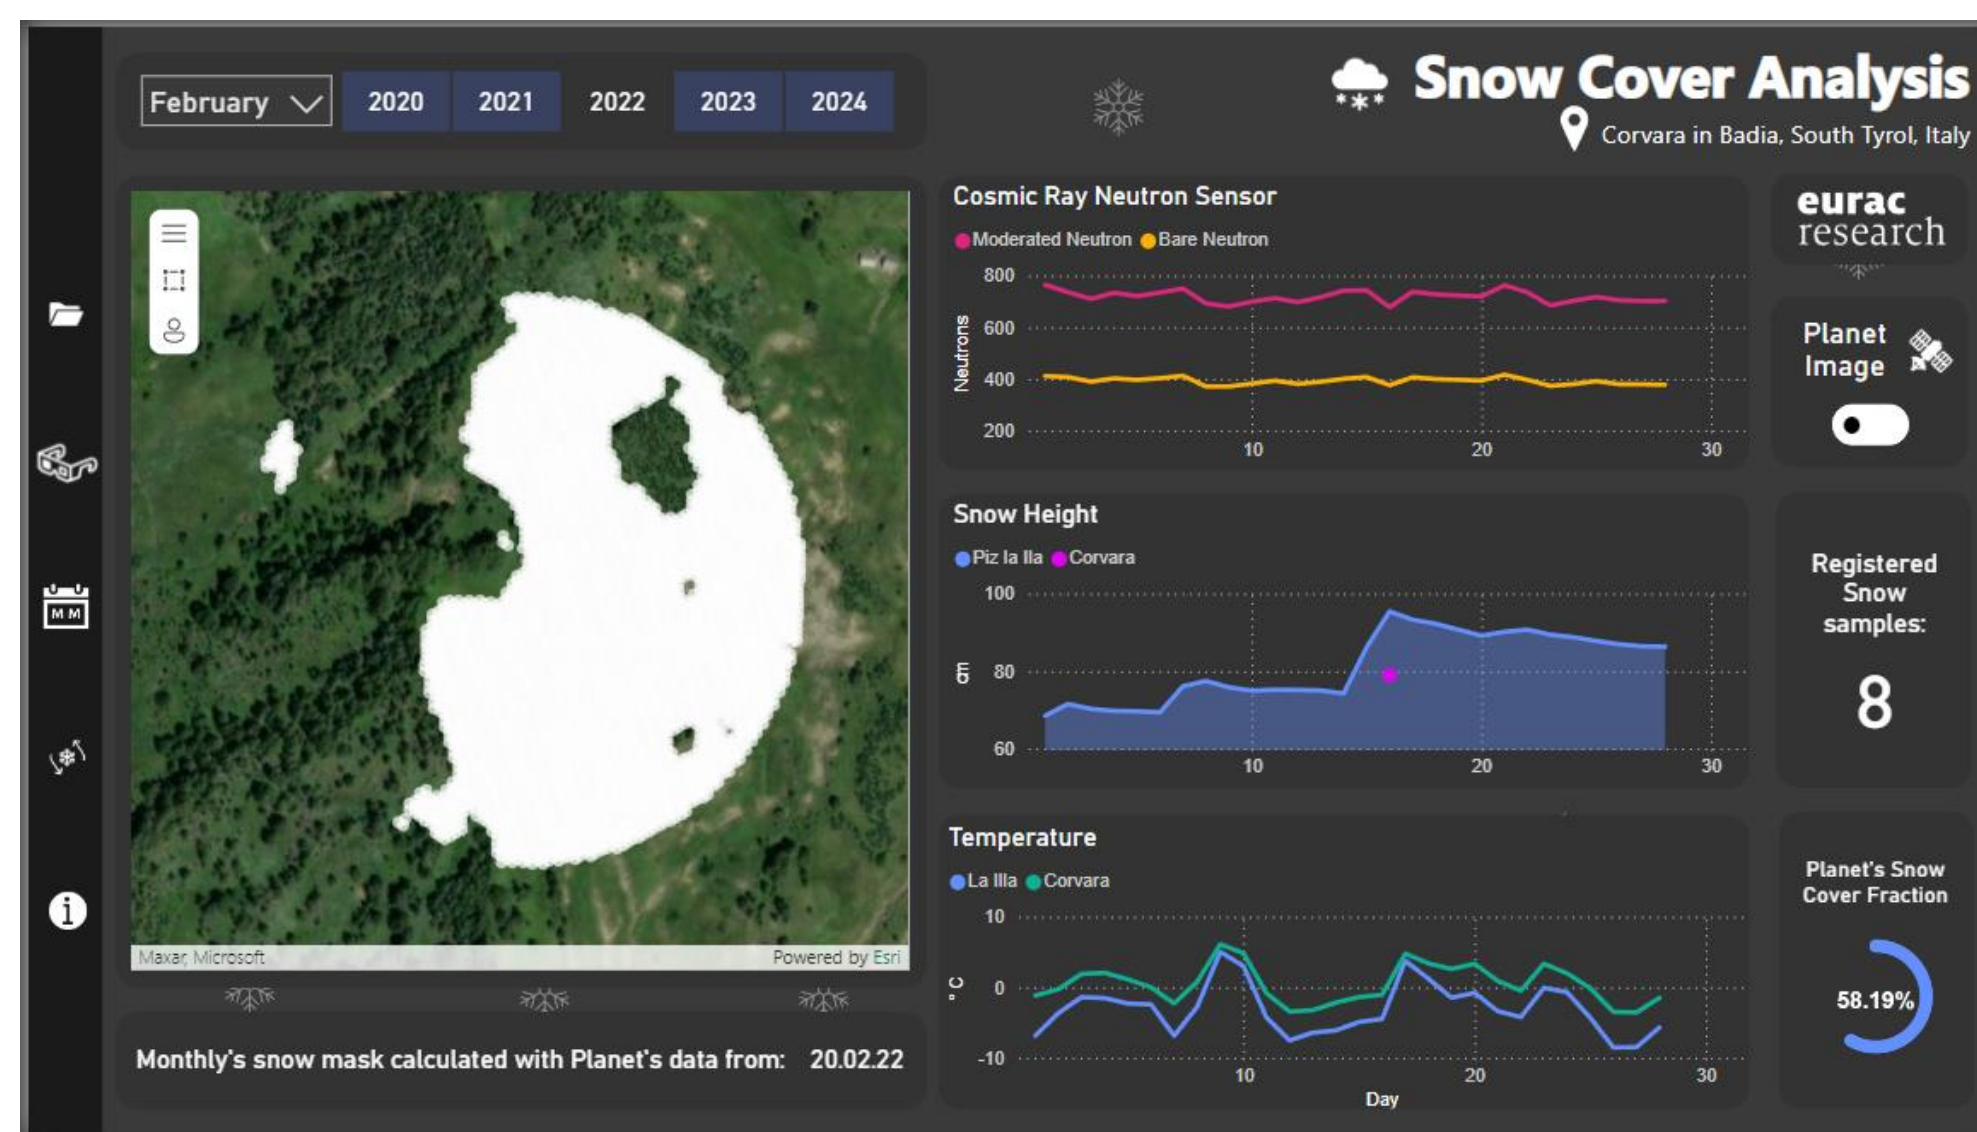 February
2020
2021
2022
2023
2024
Snow Cover Analysis
Corvara in Badia, South Tyrol, Italy
Maxar, Microsoft
Powered by Esri
Monthly's snow mask calculated with Planet's data from: 20.02.22
Cosmic Ray Neutron Sensor
Moderated Neutron
Bare Neutron
Neutrons
800
600
400
200
10
20
30
Snow Height
Piz la Ila
Corvara
cm
100
80
60
10
20
30
Temperature
La Illa
Corvara
°C
10
0
-10
10
20
30
Day
eurac
research
Planet
Image
Registered
Snow
samples:
8
Planet's Snow
Cover Fraction
58.19%
MM
i